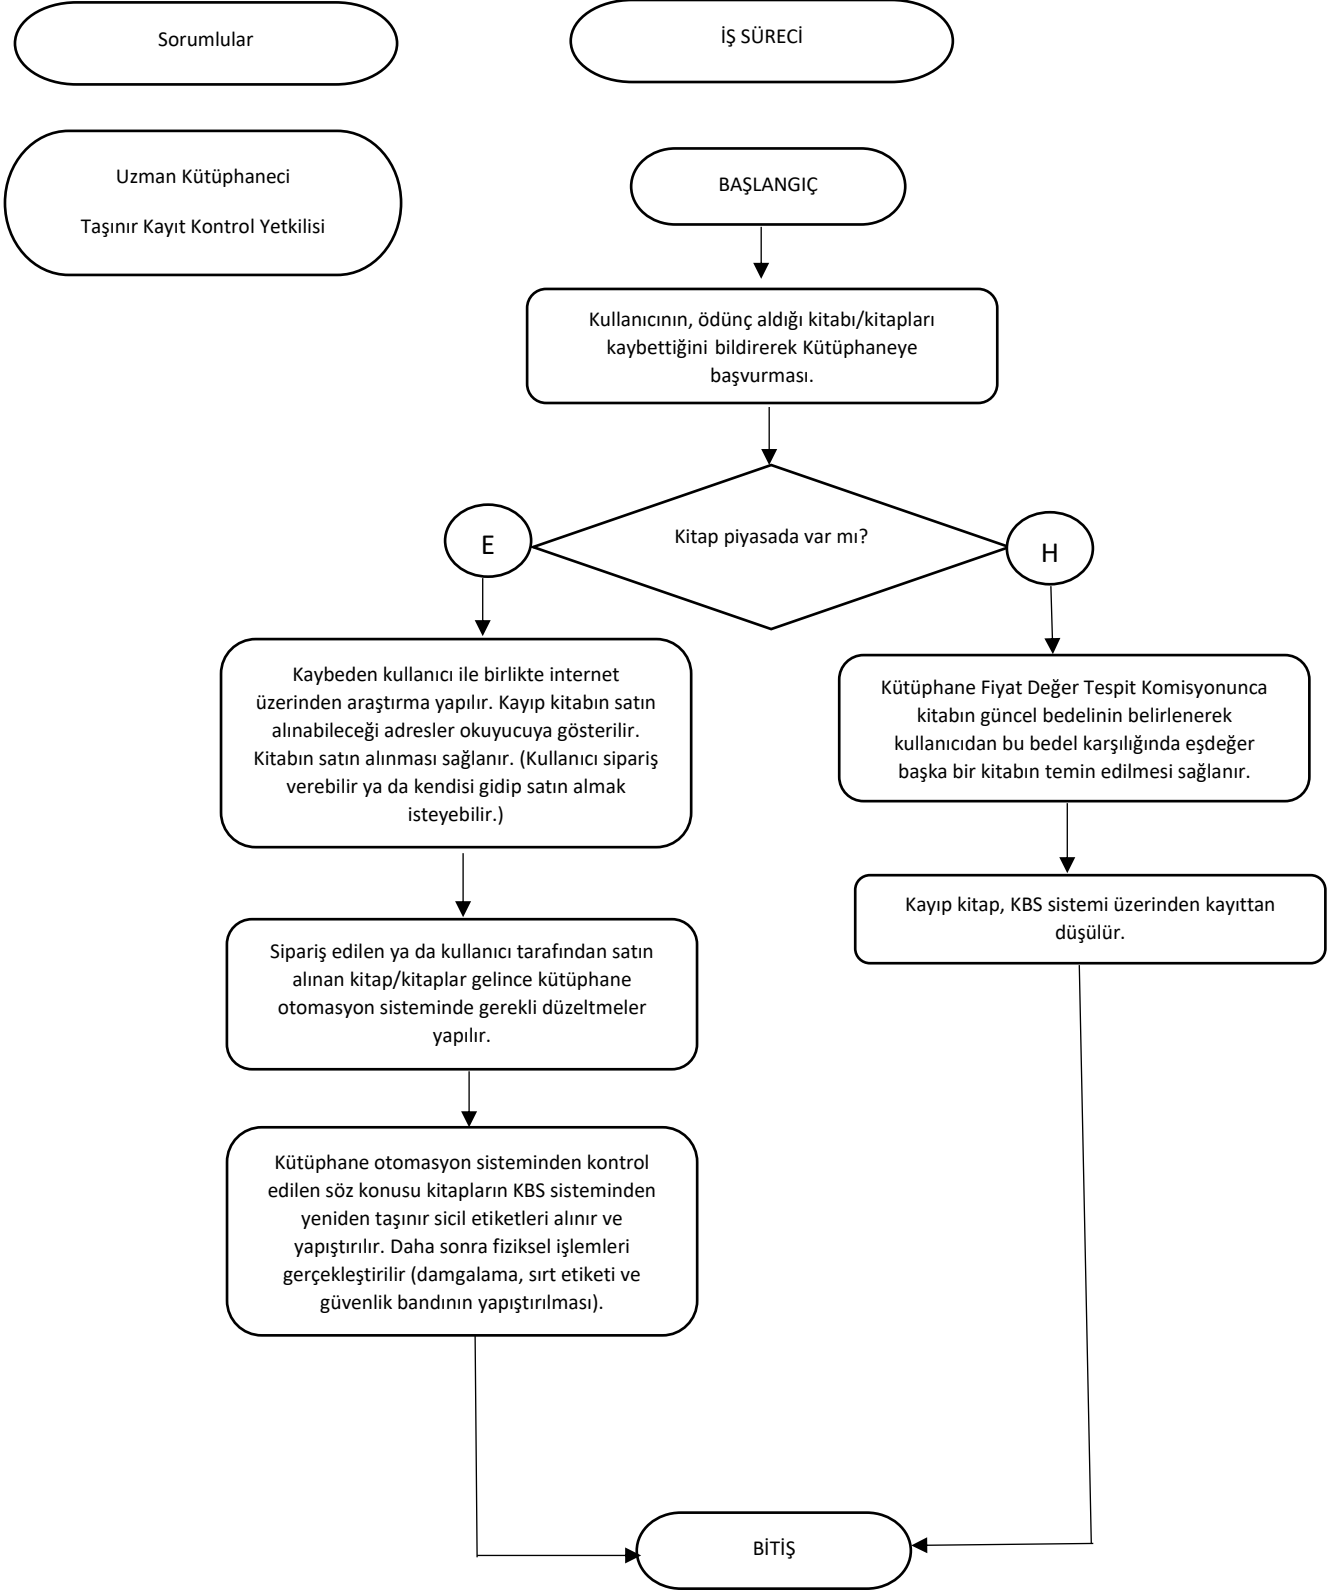 Sorumlular
İŞ SÜRECİ
Uzman Kütüphaneci
Taşınır Kayıt Kontrol Yetkilisi
BAŞLANGIÇ
Kullanıcının, ödünç aldığı kitabı/kitapları
kaybettiğini bildirerek Kütüphaneye
başvurması.
Kitap piyasada var mı?
E
H
Kaybeden kullanıcı ile birlikte internet
üzerinden araştırma yapılır. Kayıp kitabın satın
alınabileceği adresler okuyucuya gösterilir.
Kitabın satın alınması sağlanır. (Kullanıcı sipariş
verebilir ya da kendisi gidip satın almak
isteyebilir.)
Kütüphane Fiyat Değer Tespit Komisyonunca
kitabın güncel bedelinin belirlenerek
kullanıcıdan bu bedel karşılığında eşdeğer
başka bir kitabın temin edilmesi sağlanır.
Kayıp kitap, KBS sistemi üzerinden kayıttan
düşülür.
Sipariş edilen ya da kullanıcı tarafından satın
alınan kitap/kitaplar gelince kütüphane
otomasyon sisteminde gerekli düzeltmeler
yapılır.
Kütüphane otomasyon sisteminden kontrol
edilen söz konusu kitapların KBS sisteminden
yeniden taşınır sicil etiketleri alınır ve
yapıştırılır. Daha sonra fiziksel işlemleri
gerçekleştirilir (damgalama, sırt etiketi ve
güvenlik bandının yapıştırılması).
BİTİŞ